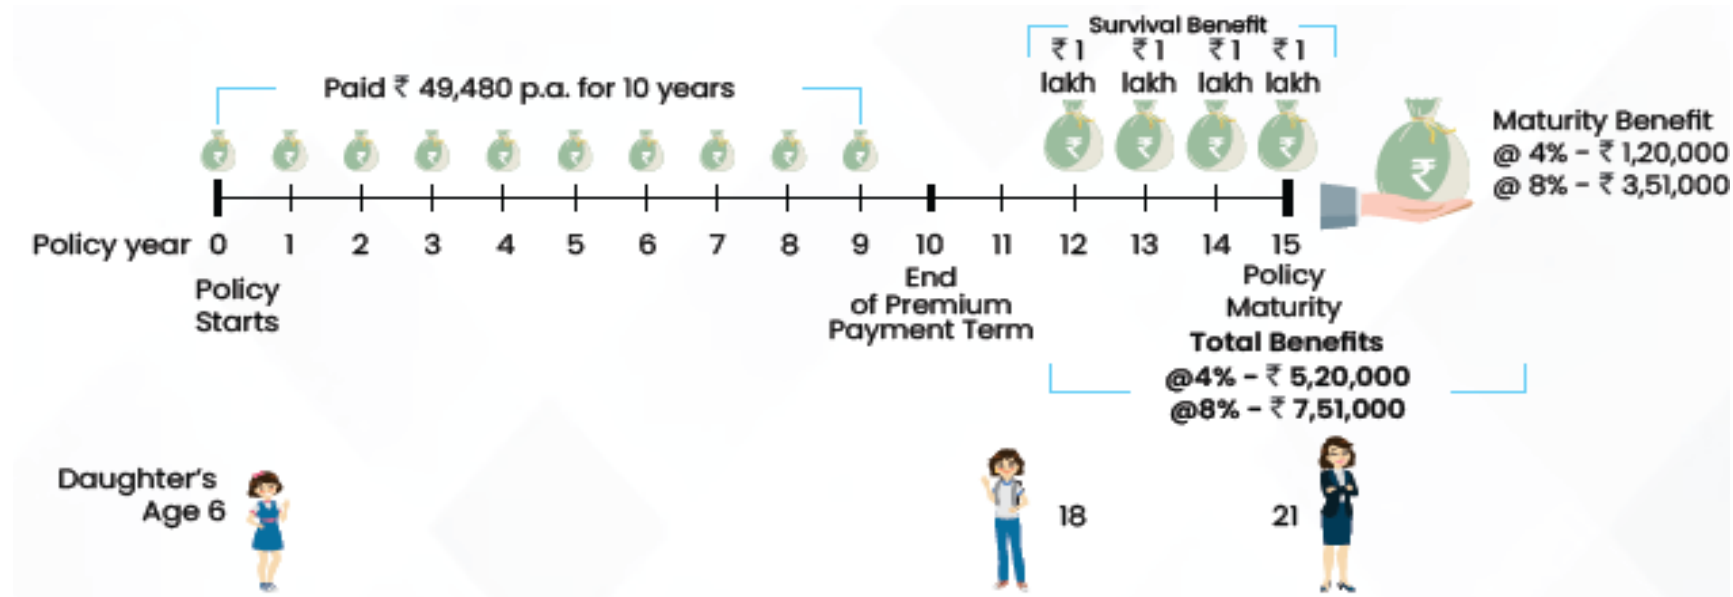 Survival Benefit
₹ 1 lakh
₹ 1 lakh
₹ 1 lakh
₹ 1 lakh
Paid ₹ 49,480 p.a. for 10 years
Maturity Benefit
@ 4% - ₹ 1,20,000
@ 8% - ₹ 3,51,000
₹ ₹ ₹ ₹ ₹ ₹ ₹ ₹ ₹ ₹ ₹ ₹ ₹ ₹ ₹
Policy year 0 1 2 3 4 5 6 7 8 9 10 11 12 13 14 15
Policy
Starts
End
of Premium
Payment Term
Policy
Maturity
Total Benefits
@4% - ₹ 5,20,000
@8% - ₹ 7,51,000
Daughter's
Age 6
18
21